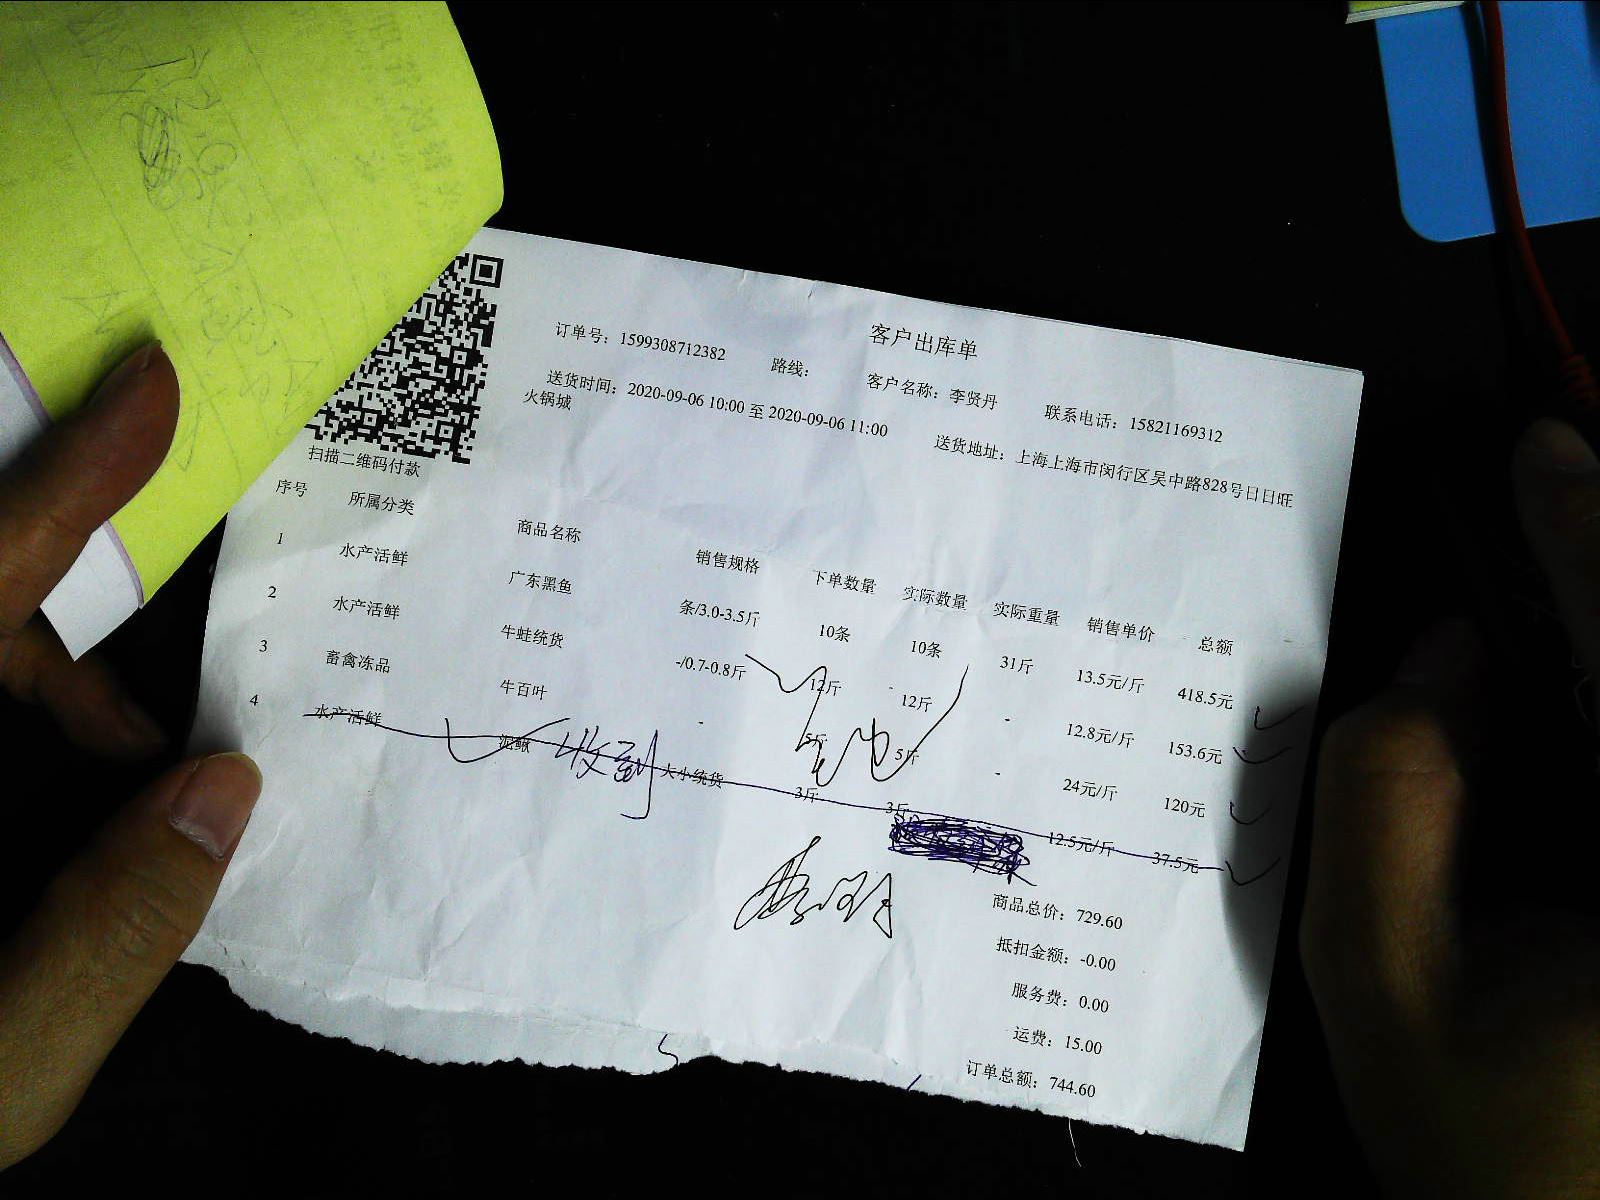 客户出库单
订单号：1599308712382 路线： 客户名称：李贤丹 联系电话：15821169312
送货时间：2020-09-06 10:00 至 2020-09-06 11:00 送货地址：上海上海市闵行区吴中路828号日日旺
火锅城
扫描二维码付款
序号 所属分类 商品名称 销售规格 下单数量 实际数量 实际重量 销售单价 总额
1 水产活鲜 广东黑鱼 条/3.0-3.5斤 10条 10条 31斤 13.5元/斤 418.5元
2 水产活鲜 牛蛙统货 -/0.7-0.8斤 12斤 12斤 - 12.8元/斤 153.6元
3 畜禽冻品 牛百叶 - 5斤 5斤 - 24元/斤 120元
4 水产活鲜 泥鳅 大小统货 3斤 3斤 12.5元/斤 37.5元
收到
商品总价：729.60
抵扣金额：-0.00
服务费：0.00
运费：15.00
订单总额：744.60